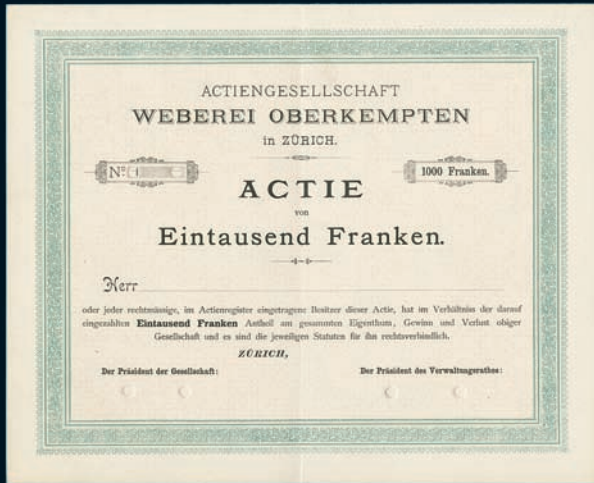 ACTIENGESELLSCHAFT
WEBEREI OBERKEMPTEN
in ZÜRICH.
No
1000 Franken.
ACTIE
von
Eintausend Franken.
Herr
oder jeder rechtmässige, im Actienregister eingetragene Besitzer dieser Actie, hat im Verhältniss der darauf
eingezahlten Eintausend Franken Antheil am gesammten Eigenthum, Gewinn und Verlust obiger
Gesellschaft und es sind die jeweiligen Statuten für ihn rechtsverbindlich.
ZÜRICH,
Der Präsident der Gesellschaft:
Der Präsident des Verwaltungsrathes: